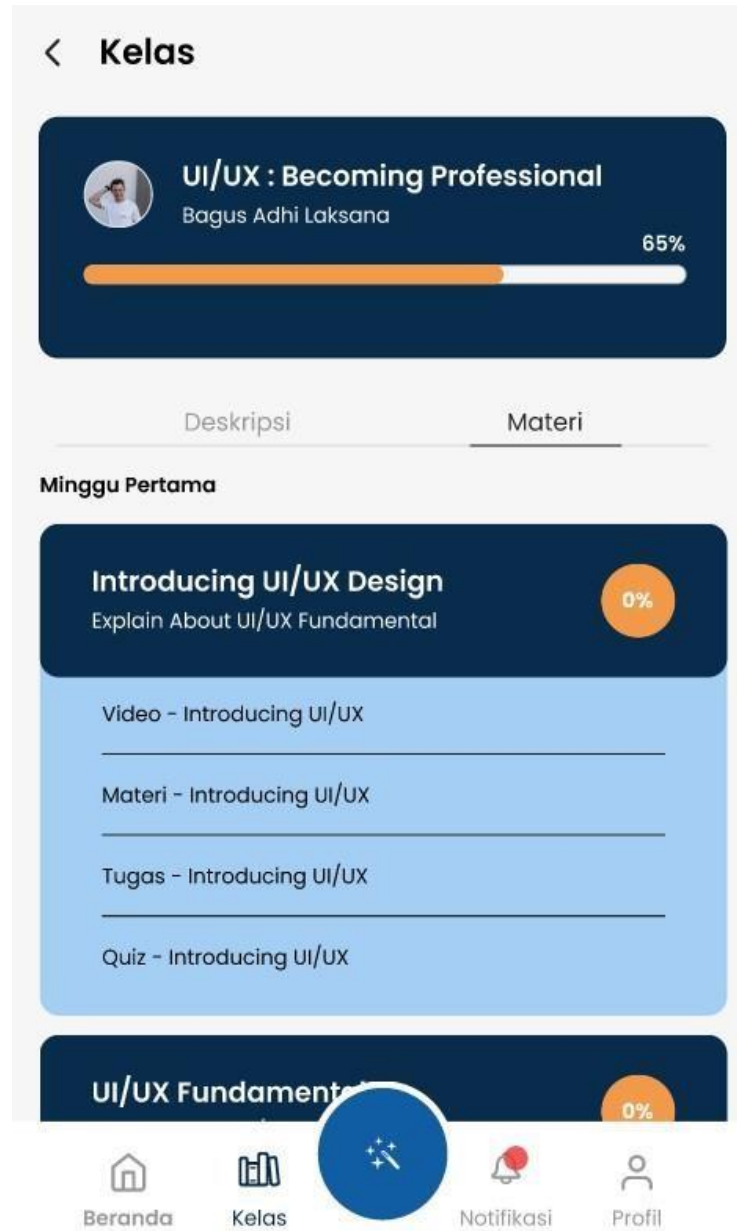 Kelas
UI/UX : Becoming Professional
Bagus Adhi Laksana
65%
Deskripsi
Materi
Minggu Pertama
Introducing UI/UX Design
Explain About UI/UX Fundamental
0%
Video - Introducing UI/UX
Materi - Introducing UI/UX
Tugas - Introducing UI/UX
Quiz - Introducing UI/UX
UI/UX
0%
Beranda
Kelas
Notifikasi
Profil